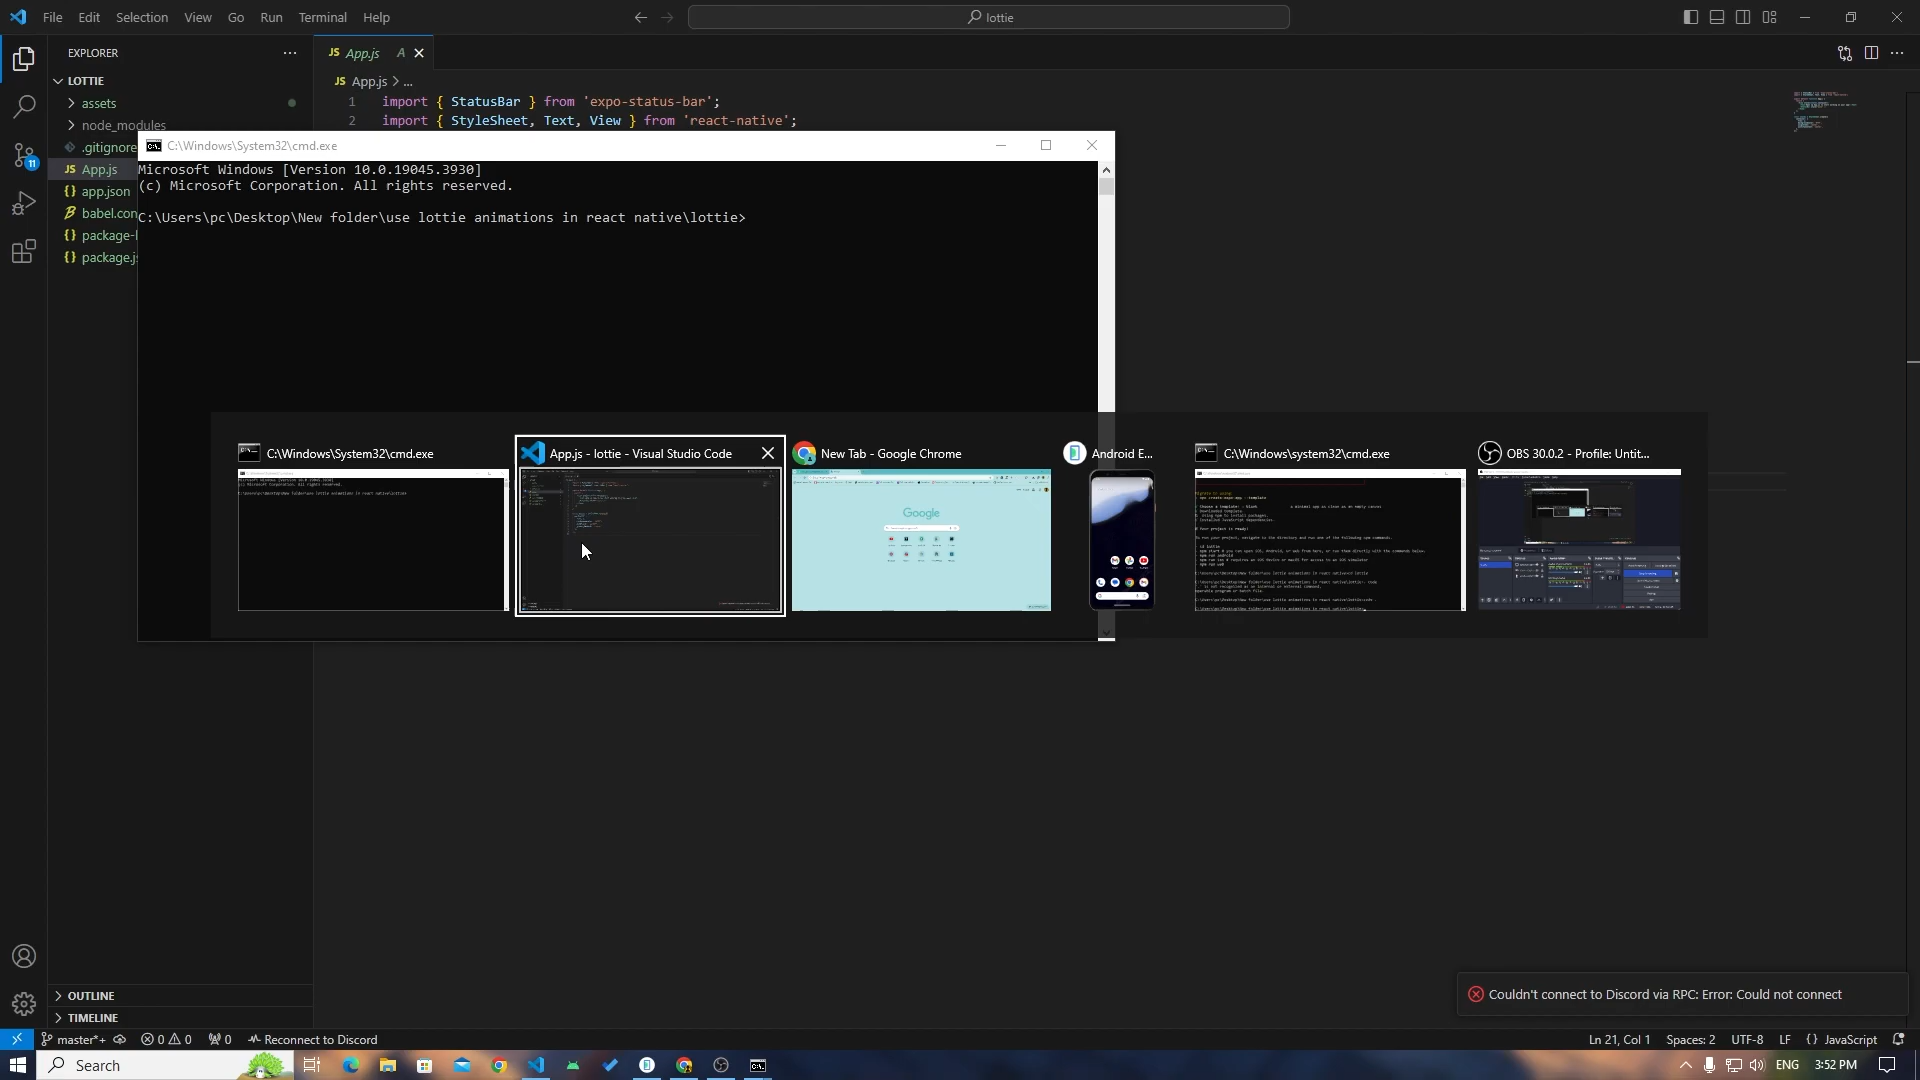 File Edit Selection View Go Run Terminal Help
lottie
EXPLORER
LOTTIE
assets
node_modules
.gitignore
JS App.js
{} app.json
babel.con
{} package-l
{} package.js
OUTLINE
TIMELINE
JS App.js A
JS App.js > ...
1 import { StatusBar } from 'expo-status-bar';
2 import { StyleSheet, Text, View } from 'react-native';
C:\Windows\System32\cmd.exe
Microsoft Windows [Version 10.0.19045.3930]
(c) Microsoft Corporation. All rights reserved.
C:\Users\pc\Desktop\New folder\use lottie animations in react native\lottie>
C:\Windows\System32\cmd.exe
App.js - lottie - Visual Studio Code
New Tab - Google Chrome
Android E...
C:\Windows\system32\cmd.exe
OBS 30.0.2 - Profile: Untit...
Google
11
Couldn't connect to Discord via RPC: Error: Could not connect
master*+ 0 0 0 Reconnect to Discord
Ln 21, Col 1 Spaces: 2 UTF-8 LF {} JavaScript
Search
ENG 3:52 PM